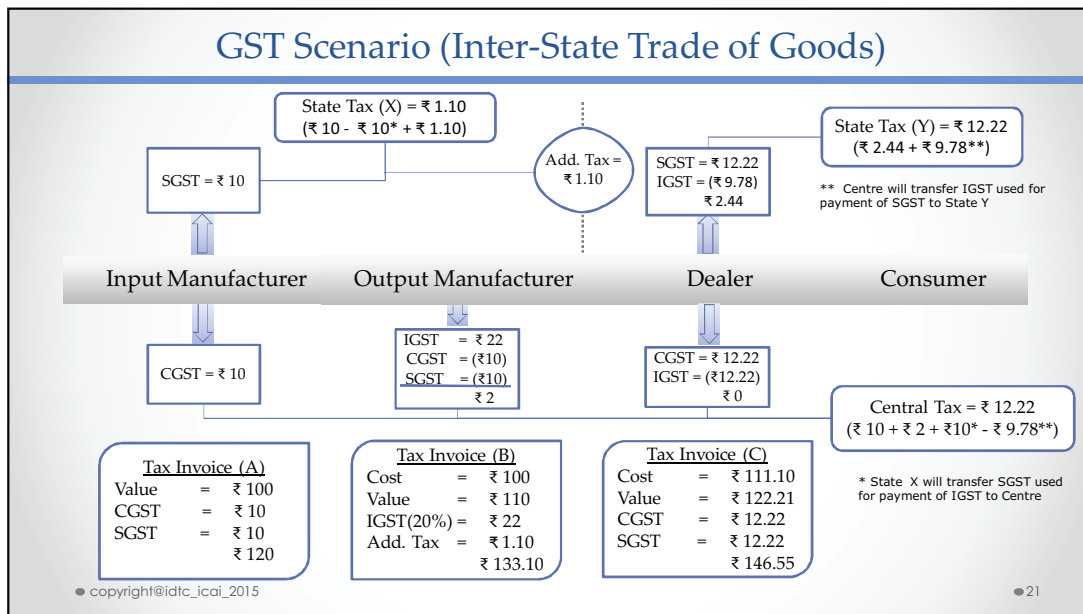 GST Scenario (Inter-State Trade of Goods)
State Tax (X) = ₹ 1.10
(₹ 10 - ₹ 10* + ₹ 1.10)
State Tax (Y) = ₹ 12.22
(₹ 2.44 + ₹ 9.78**)
SGST = ₹ 10
Add. Tax =
₹ 1.10
SGST = ₹ 12.22
IGST = (₹ 9.78)
₹ 2.44
** Centre will transfer IGST used for
payment of SGST to State Y
Input Manufacturer Output Manufacturer Dealer Consumer
CGST = ₹ 10
IGST = ₹ 22
CGST = (₹10)
SGST = (₹10)
₹ 2
CGST = ₹ 12.22
IGST = (₹12.22)
₹ 0
Central Tax = ₹ 12.22
(₹ 10 + ₹ 2 + ₹10* - ₹ 9.78**)
* State X will transfer SGST used
for payment of IGST to Centre
Tax Invoice (A)
Value = ₹ 100
CGST = ₹ 10
SGST = ₹ 10
₹ 120
Tax Invoice (B)
Cost = ₹ 100
Value = ₹ 110
IGST(20%) = ₹ 22
Add. Tax = ₹ 1.10
₹ 133.10
Tax Invoice (C)
Cost = ₹ 111.10
Value = ₹ 122.21
CGST = ₹ 12.22
SGST = ₹ 12.22
₹ 146.55
copyright@idtc_icai_2015
21